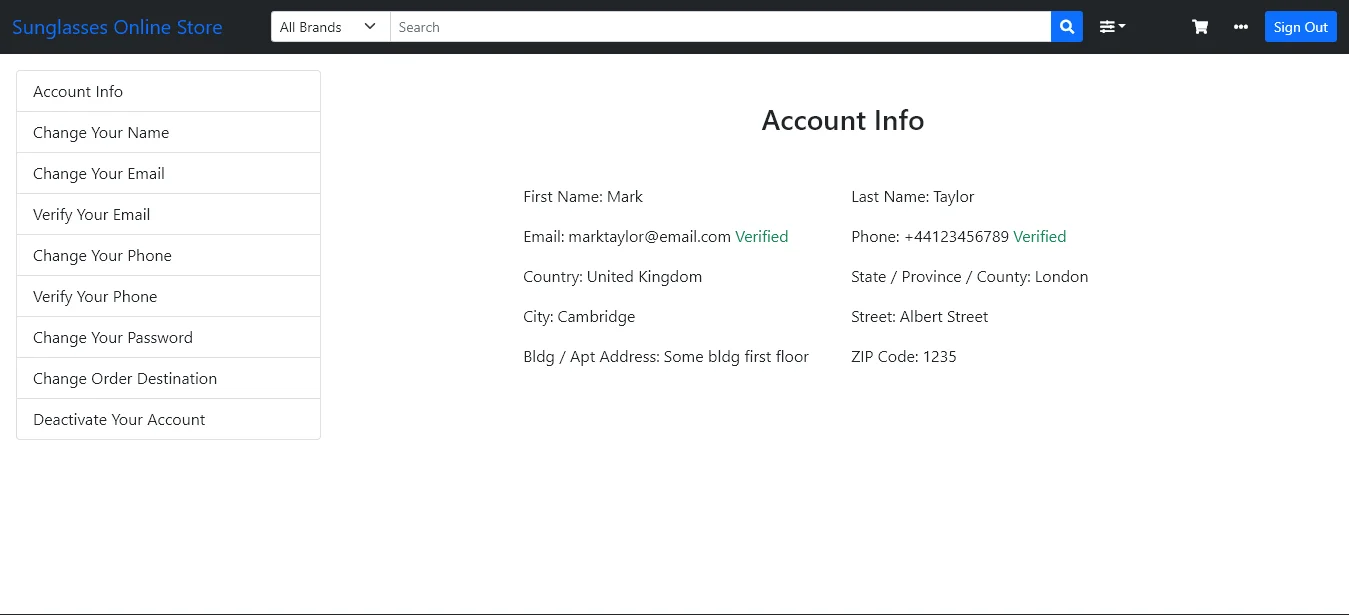 Sunglasses Online Store All Brands Search Sign Out
Account Info
Change Your Name
Change Your Email
Verify Your Email
Change Your Phone
Verify Your Phone
Change Your Password
Change Order Destination
Deactivate Your Account
Account Info
First Name: Mark Last Name: Taylor
Email: marktaylor@email.com Verified Phone: +44123456789 Verified
Country: United Kingdom State / Province / County: London
City: Cambridge Street: Albert Street
Bldg / Apt Address: Some bldg first floor ZIP Code: 1235